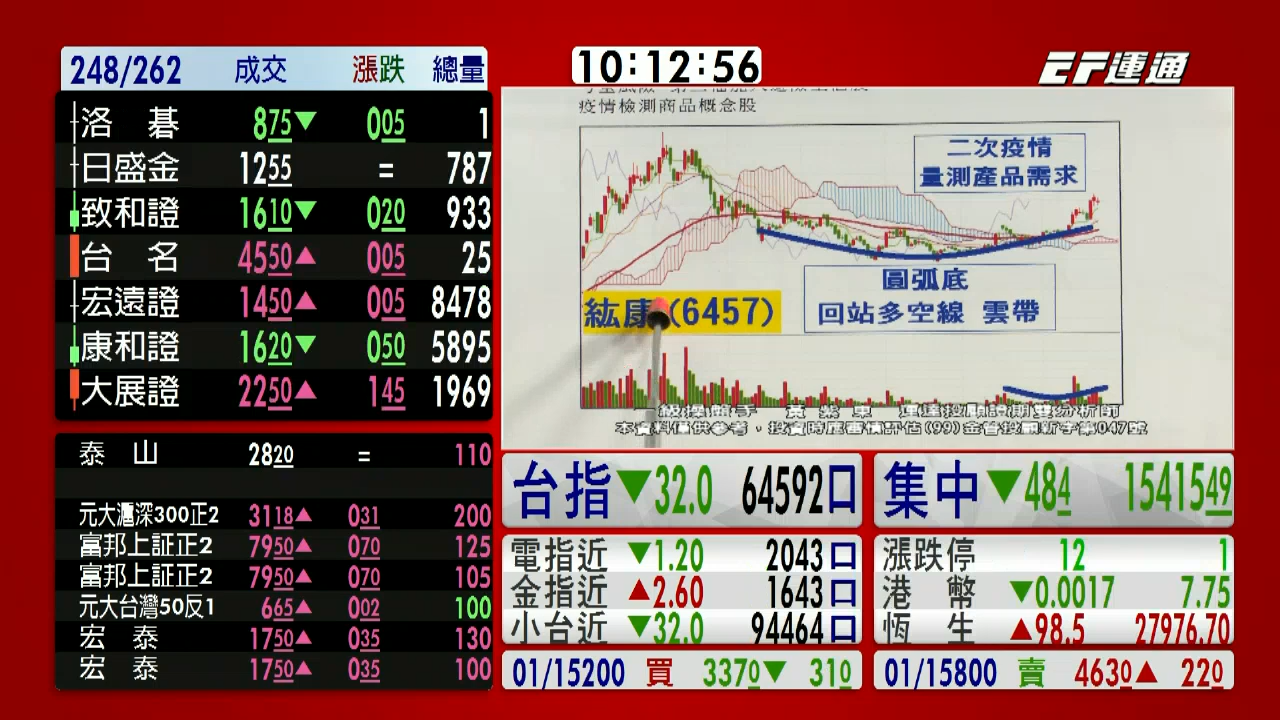 248/262 成交 漲跌 總量
洛碁 875▼ 005 1
日盛金 1255 = 787
致和證 1610▼ 020 933
台名 4550▲ 005 25
宏遠證 1450▲ 005 8478
康和證 1620▼ 050 5895
大展證 2250▲ 145 1969
泰山 2820 = 110
元大滬深300正2 3118▲ 031 200
富邦上証正2 7950▲ 070 125
富邦上証正2 7950▲ 070 105
元大台灣50反1 665▲ 002 100
宏泰 1750▲ 035 130
宏泰 1750▲ 035 100
10:12:56
EF運通
疫情檢測商品概念股
二次疫情
量測產品需求
圓弧底
回站多空線 雲帶
紘康(6457)
本資料僅供參考，投資時應審慎評估(99)金管投顧新字第047號
台指▼32.0 64592口
電指近 ▼1.20 2043口
金指近 ▲2.60 1643口
小台近 ▼32.0 94464口
01/15200 買 3370▼ 310
集中▼484 1541549
漲跌停 12 1
港幣 ▼0.0017 7.75
恆生 ▲98.5 27976.70
01/15800 賣 4630▲ 220